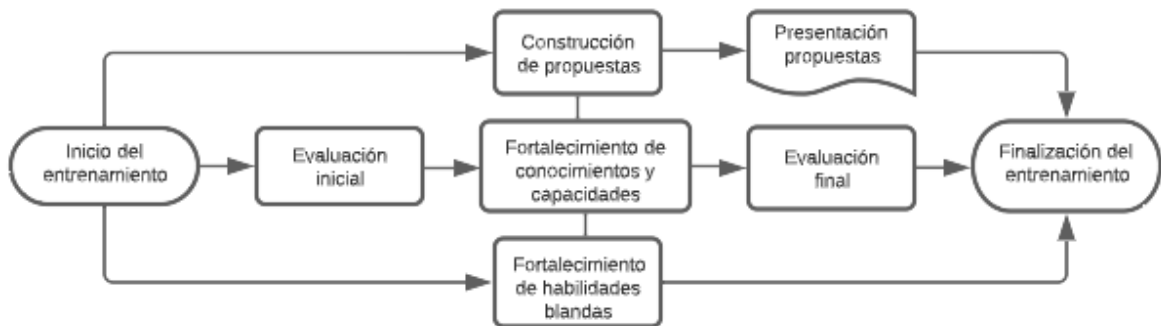 Construcción
de propuestas
Presentación
propuestas
Inicio del
entrenamiento
Evaluación
inicial
Fortalecimiento de
conocimientos y
capacidades
Evaluación
final
Finalización del
entrenamiento
Fortalecimiento
de habilidades
blandas